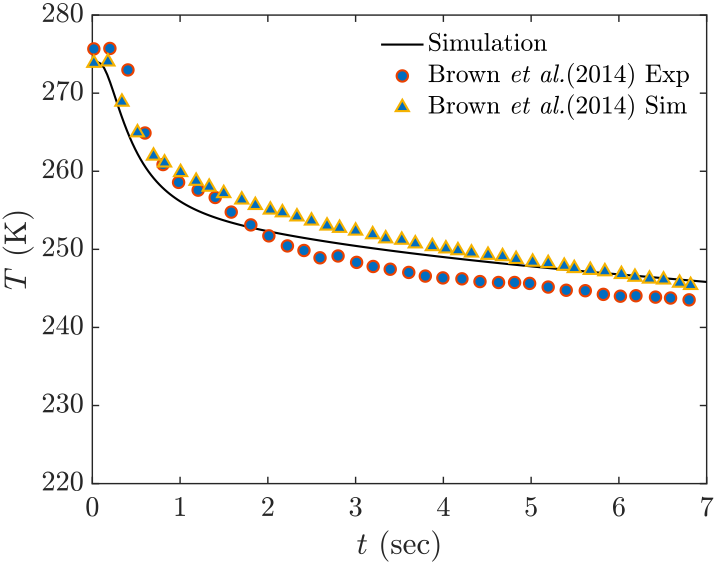 280
270
260
250
240
230
220
T (K)
Simulation
Brown et al.(2014) Exp
Brown et al.(2014) Sim
0 1 2 3 4 5 6 7
t (sec)